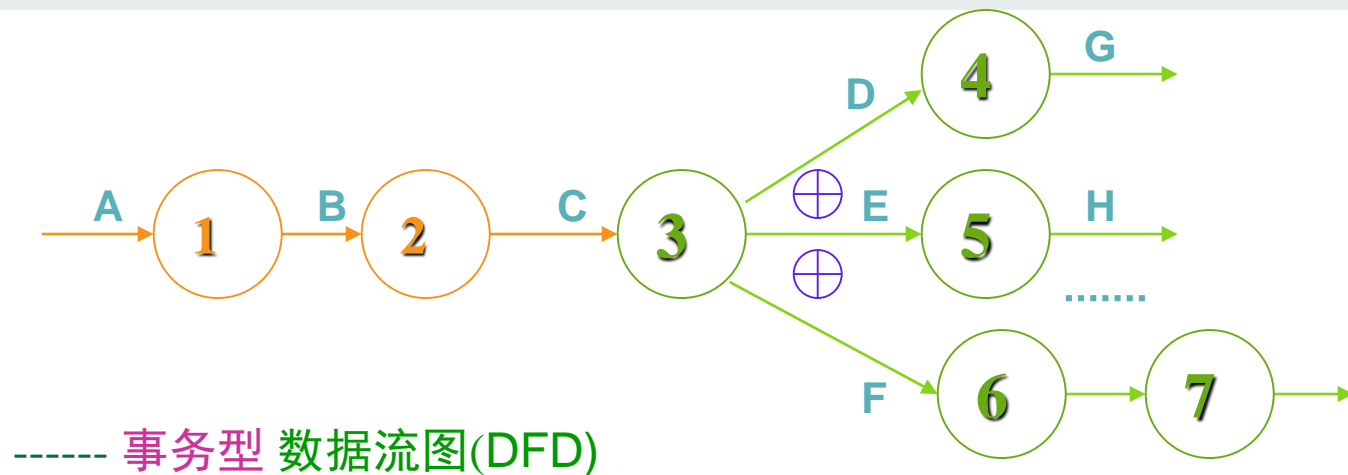 G
4
D
A
B
C
E
H
1
2
3
5
.......
F
6
7
------ 事务型 数据流图(DFD)